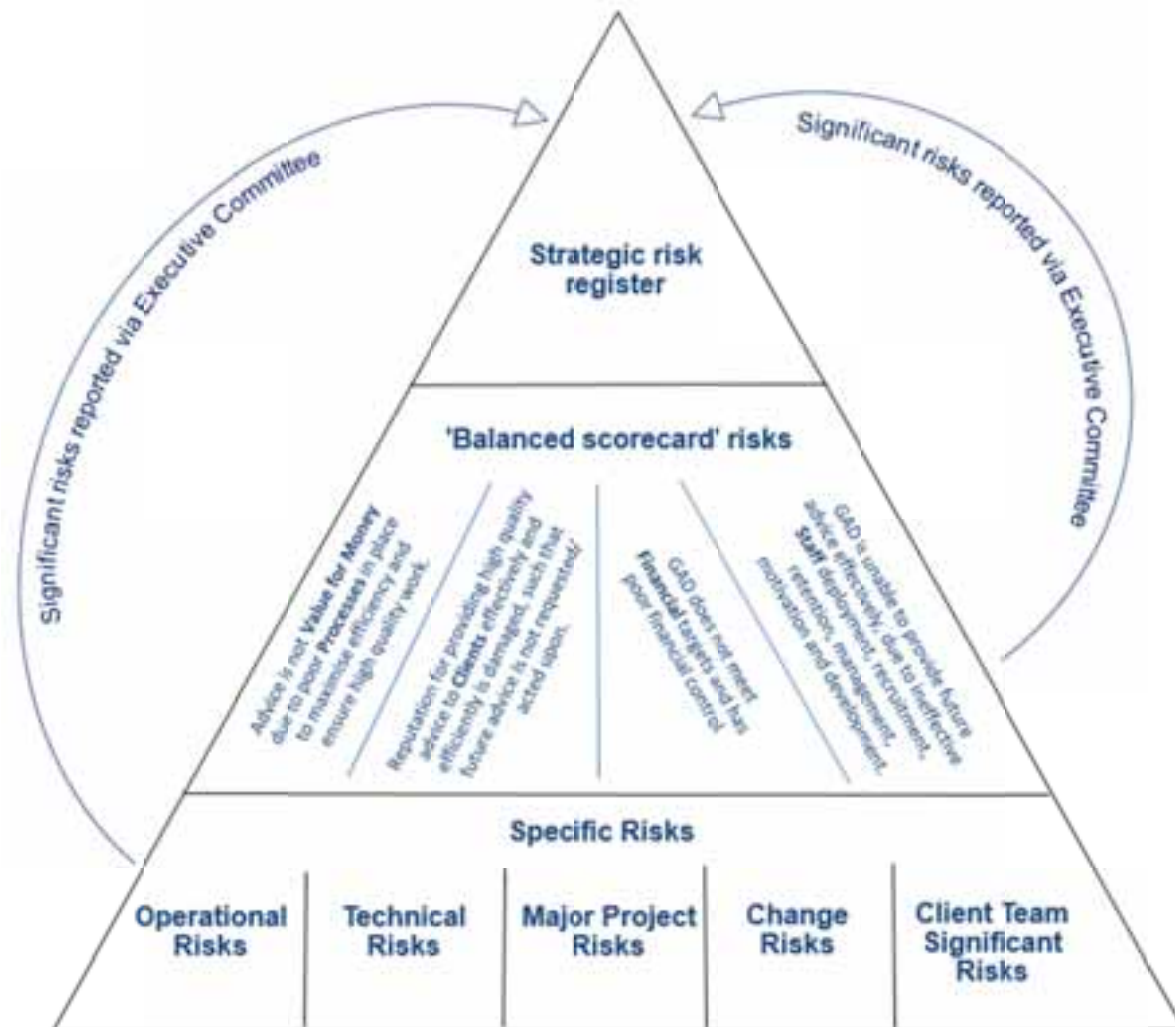 Significant risks reported via Executive Committee
Significant risks reported via Executive Committee
Strategic risk
register
'Balanced scorecard' risks
Advice is not Value for Money
due to poor Processes in place
to maximise efficiency and
ensure high quality work.
Reputation for providing high quality
advice to Clients effectively and
efficiently is damaged, such that
future advice is not requested/
acted upon.
GAD does not meet
Financial targets and has
poor financial control
GAD is unable to provide future
advice effectively, due to ineffective
Staff deployment, recruitment,
retention, management,
motivation and development.
Specific Risks
Operational
Risks
Technical
Risks
Major Project
Risks
Change
Risks
Client Team
Significant
Risks